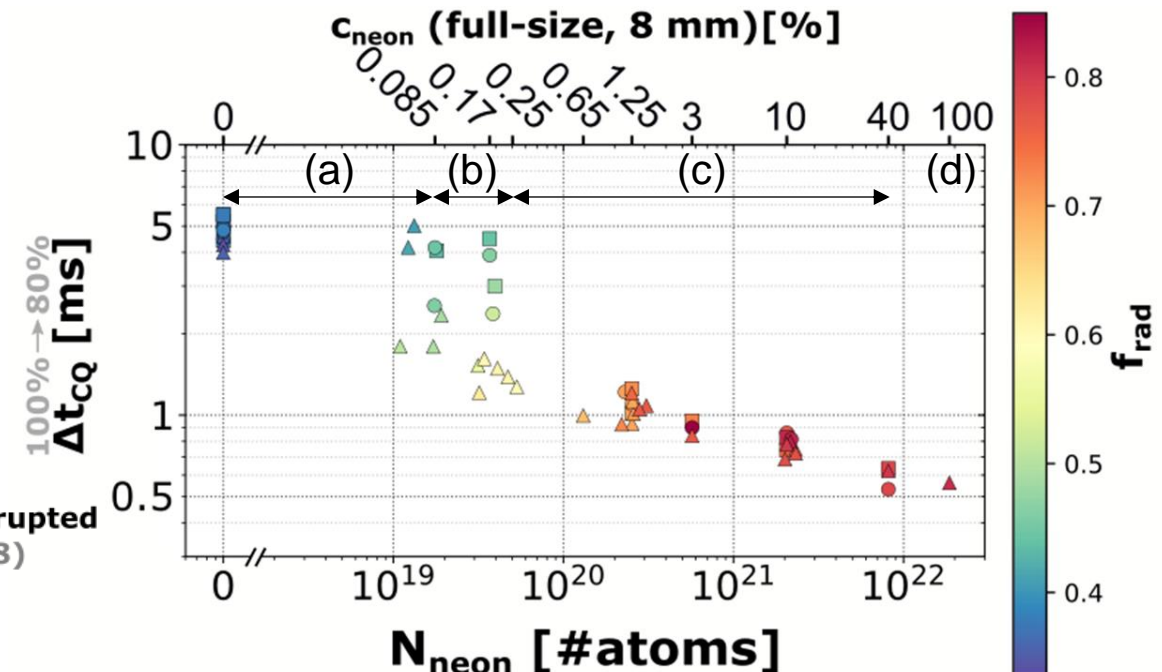 c_neon (full-size, 8 mm)[%]
0 0.085 0.17 0.25 0.65 1.25 3 10 40 100
(a) (b) (c) (d)
10
5
1
0.5
100%→80%
Δt_CQ [ms]
rupted
3)
0 10^19 10^20 10^21 10^22
N_neon [#atoms]
0.8
0.7
0.6
0.5
0.4
f_rad